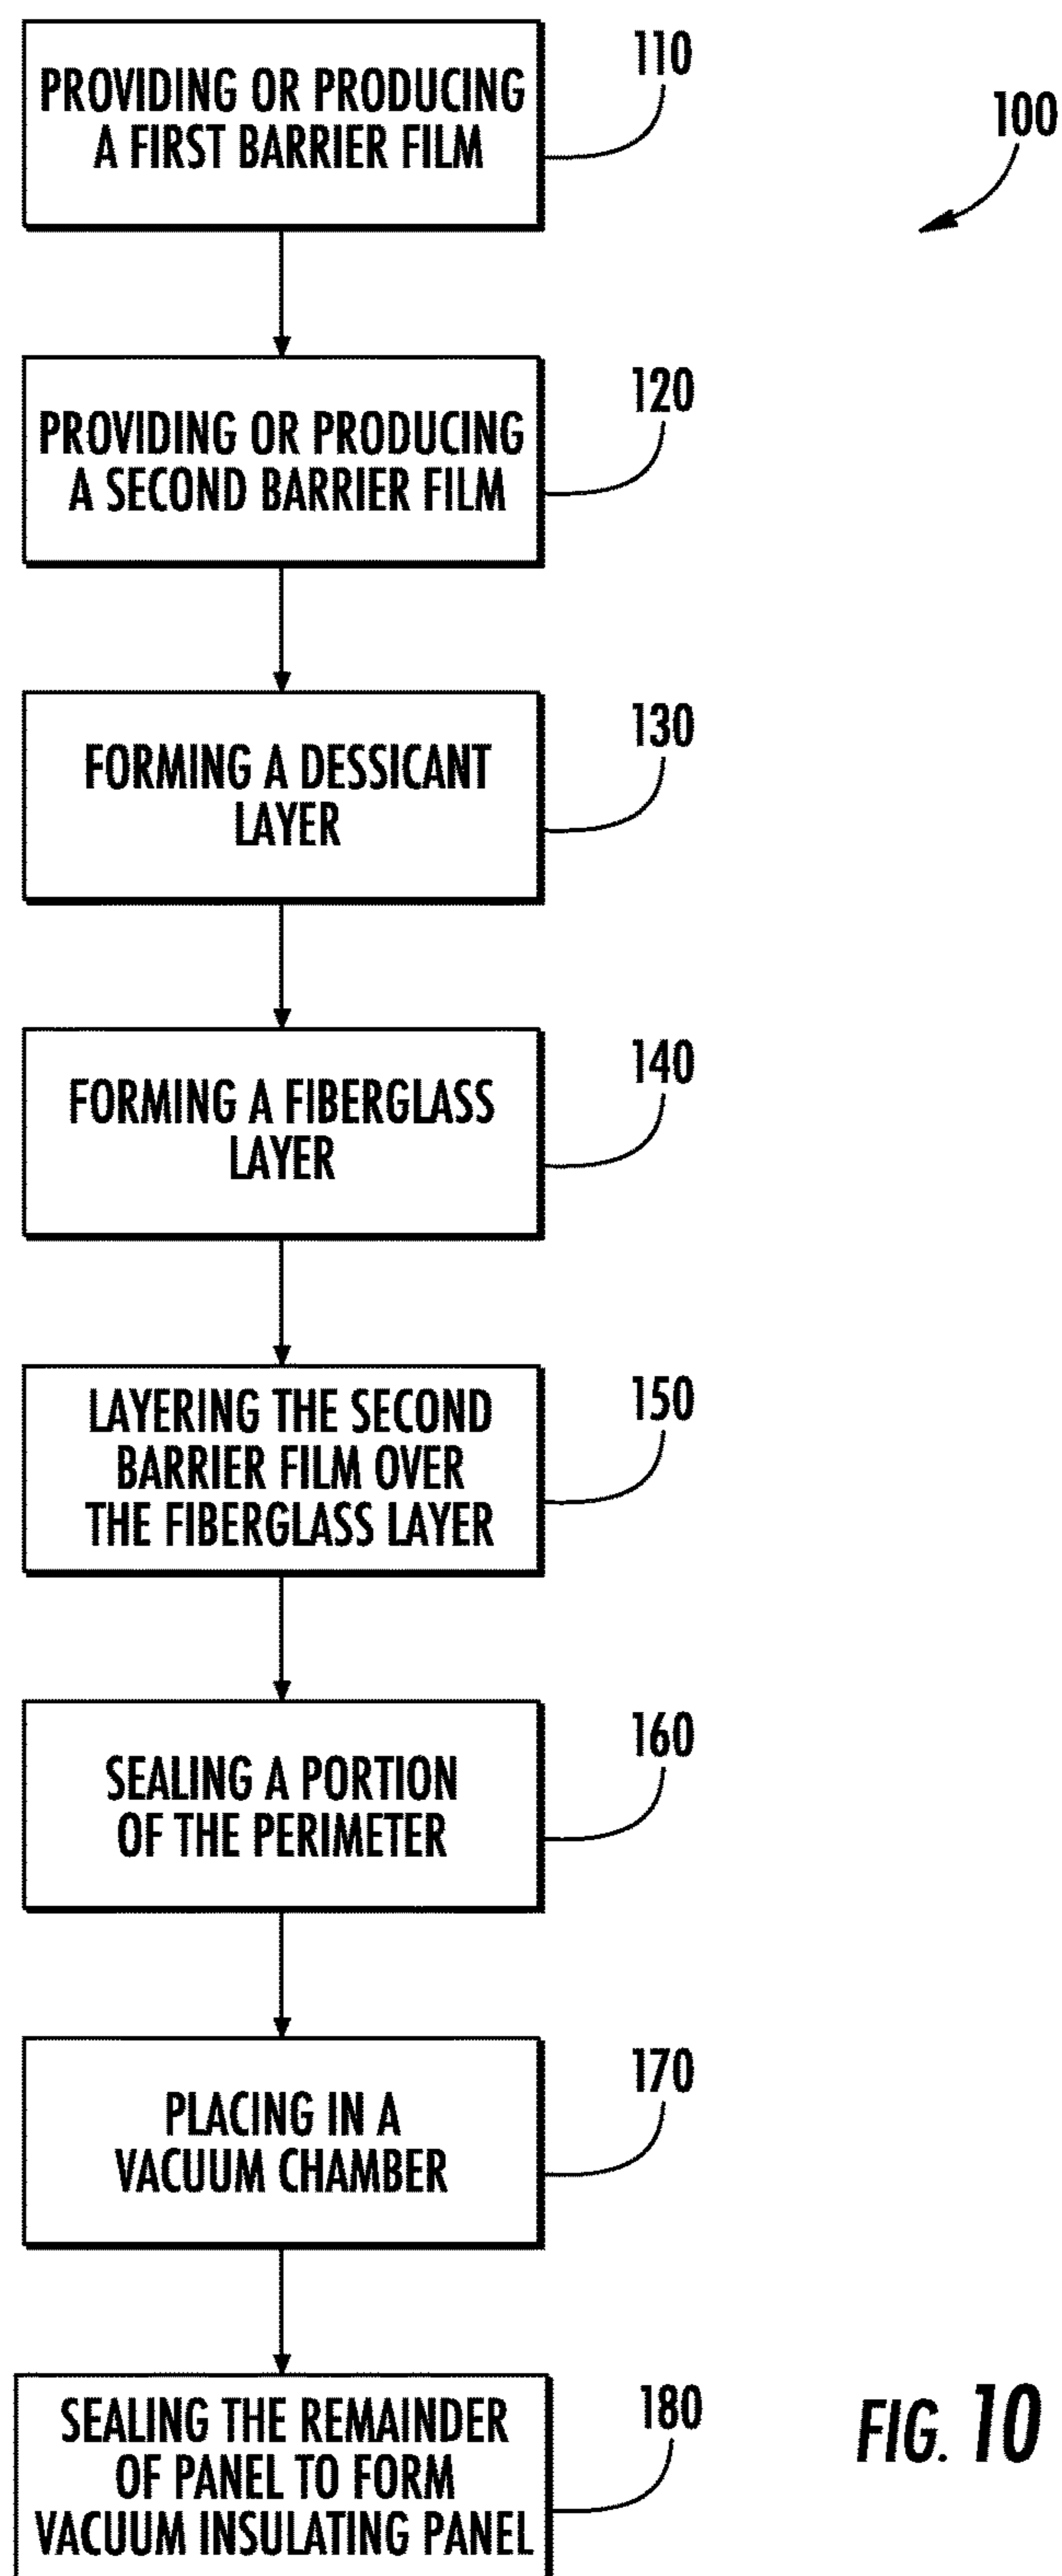 110
100
PROVIDING OR PRODUCING
A FIRST BARRIER FILM
120
PROVIDING OR PRODUCING
A SECOND BARRIER FILM
130
FORMING A DESSICANT
LAYER
140
FORMING A FIBERGLASS
LAYER
150
LAYERING THE SECOND
BARRIER FILM OVER
THE FIBERGLASS LAYER
160
SEALING A PORTION
OF THE PERIMETER
170
PLACING IN A
VACUUM CHAMBER
180
SEALING THE REMAINDER
OF PANEL TO FORM
VACUUM INSULATING PANEL
FIG. 10